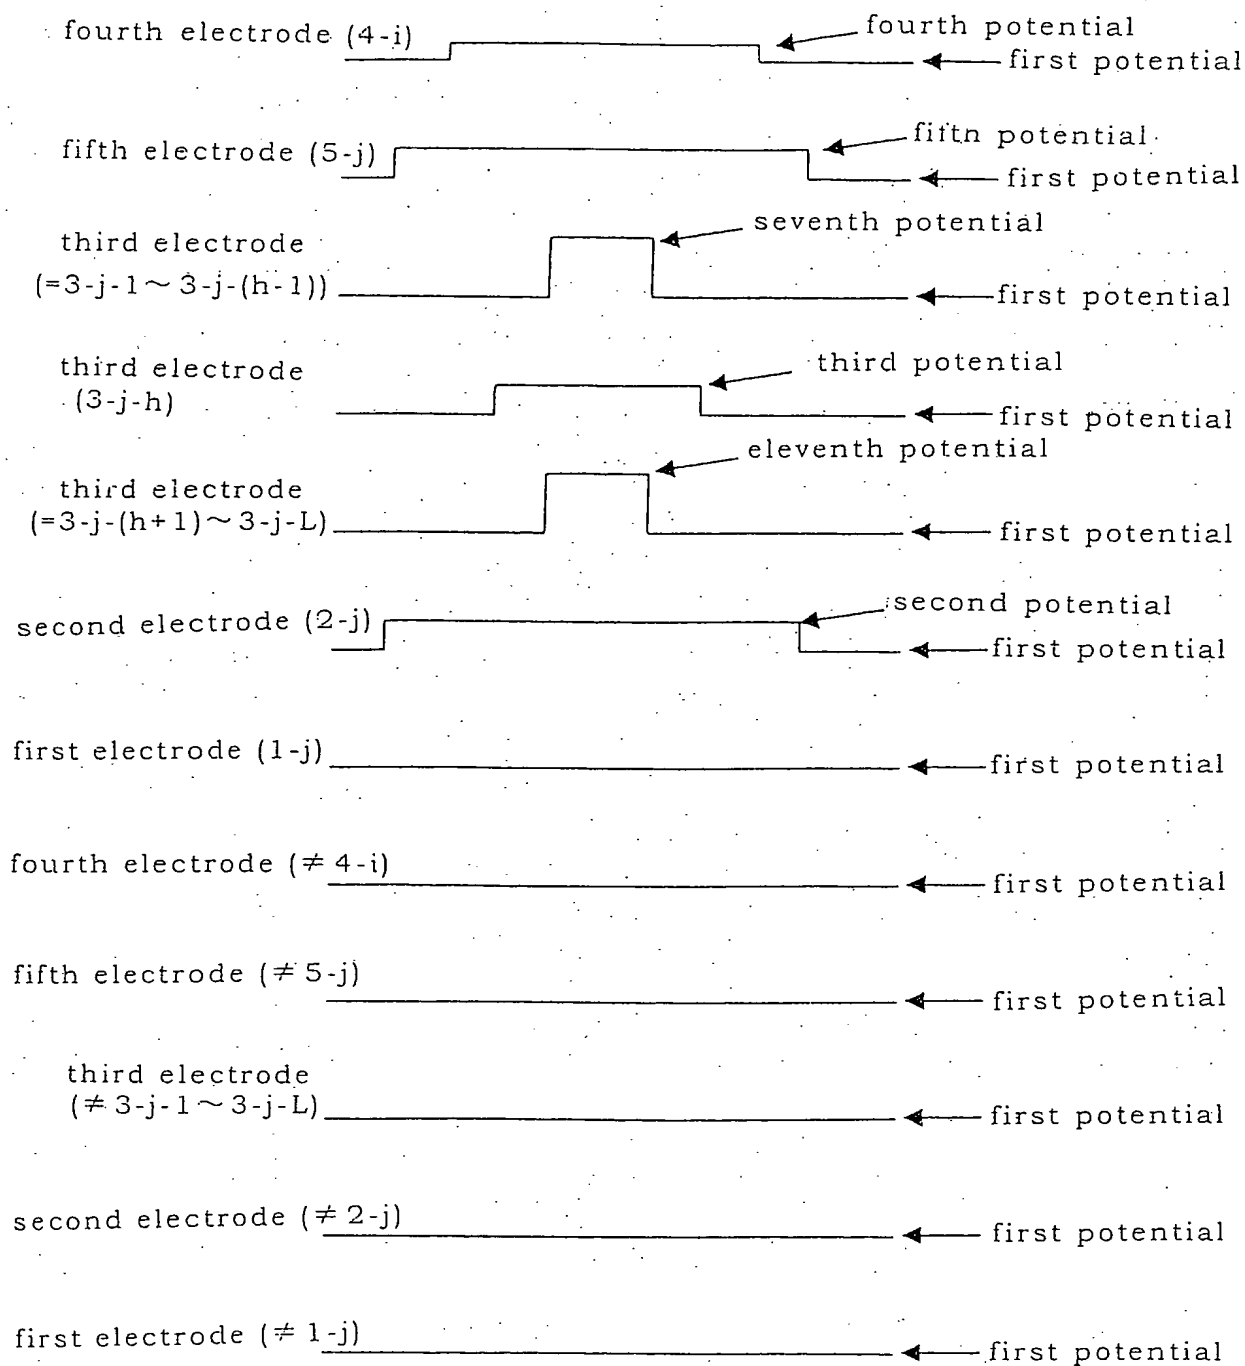 fourth electrode (4-i)
fourth potential
first potential
fifth electrode (5-j)
fiftn potential
first potential
third electrode
(=3-j-1~3-j-(h-1))
seventh potential
first potential
third electrode
(3-j-h)
third potential
first potential
third electrode
(=3-j-(h+1)~3-j-L)
eleventh potential
first potential
second electrode (2-j)
second potential
first potential
first electrode (1-j)
first potential
fourth electrode (≠ 4-i)
first potential
fifth electrode (≠ 5-j)
first potential
third electrode
(≠ 3-j-1~3-j-L)
first potential
second electrode (≠ 2-j)
first potential
first electrode (≠ 1-j)
first potential